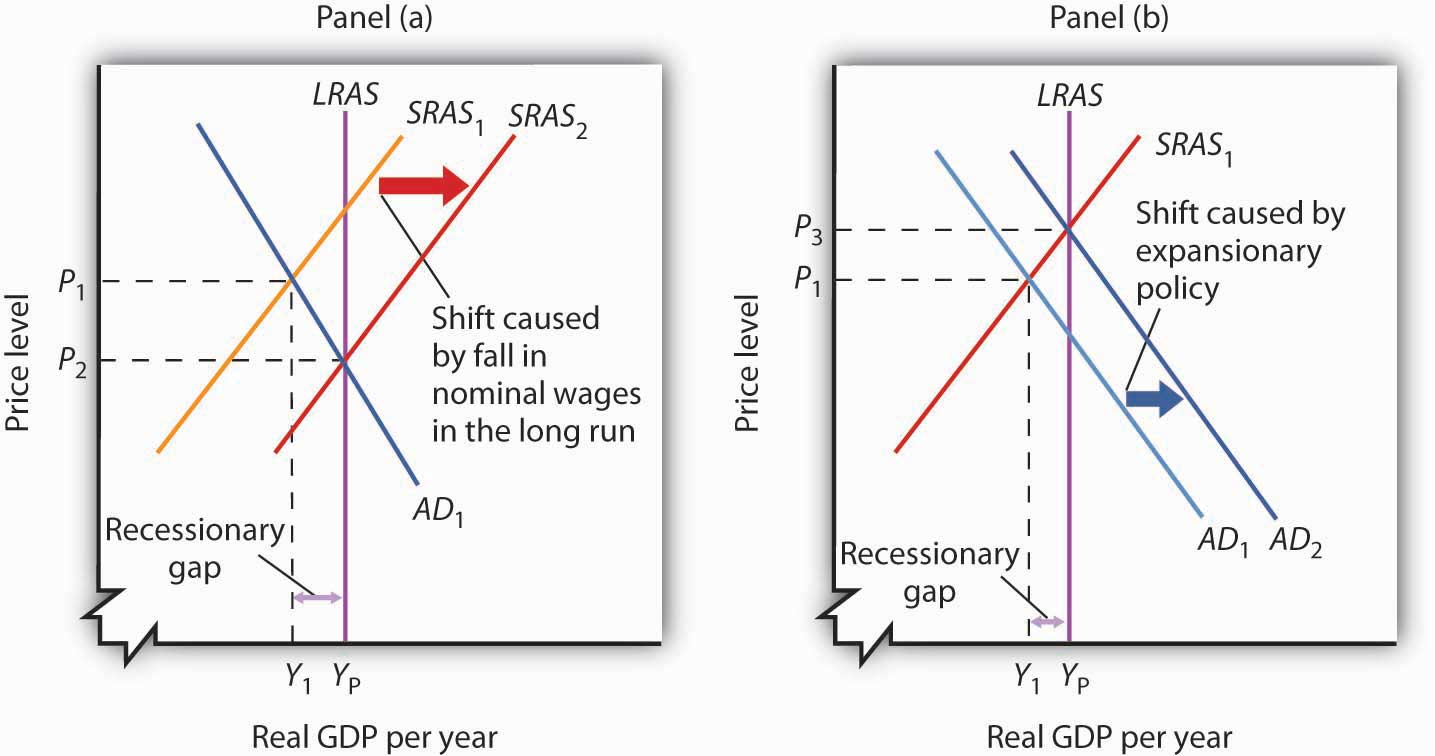 Panel (a)
LRAS
SRAS1
SRAS2
P1
P2
Price level
Shift caused
by fall in
nominal wages
in the long run
AD1
Recessionary
gap
Y1
YP
Real GDP per year
Panel (b)
LRAS
SRAS1
Shift caused by
expansionary
policy
P3
P1
Price level
AD1
AD2
Recessionary
gap
Y1
YP
Real GDP per year